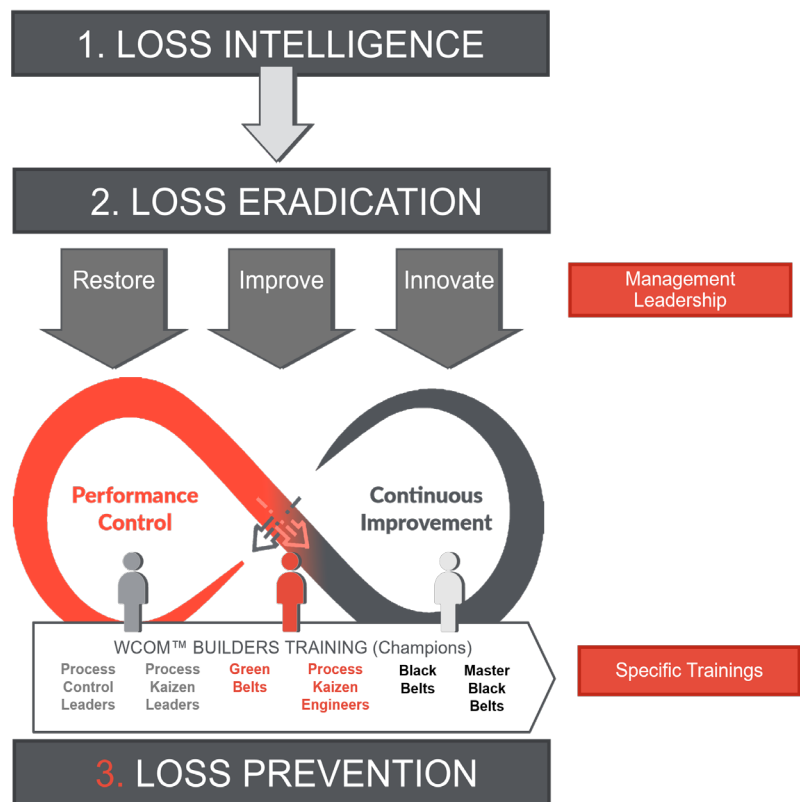 1. LOSS INTELLIGENCE
2. LOSS ERADICATION
Restore
Improve
Innovate
Management
Leadership
Performance
Control
Continuous
Improvement
WCOM™ BUILDERS TRAINING (Champions)
Process
Control
Leaders
Process
Kaizen
Leaders
Green
Belts
Process
Kaizen
Engineers
Black
Belts
Master
Black
Belts
Specific Trainings
3. LOSS PREVENTION